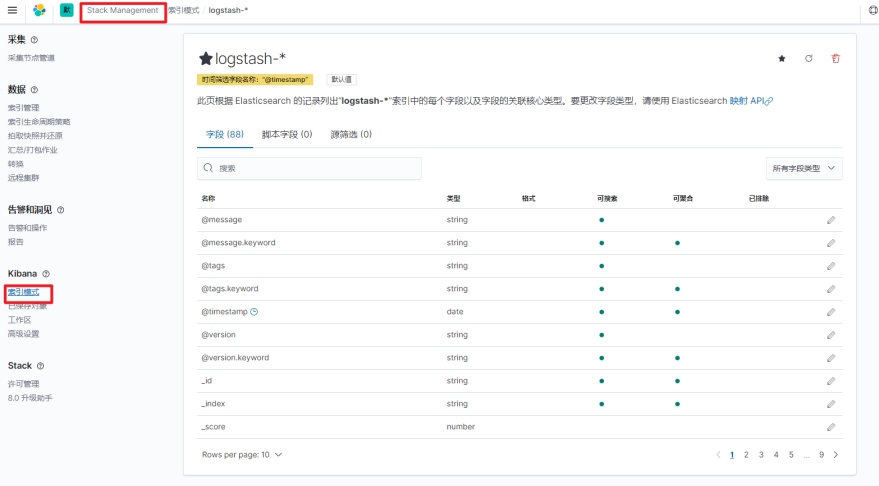 默 Stack Management 索引模式 logstash-*
采集
采集节点管道
数据
索引管理
索引生命周期策略
拍取快照并还原
汇总/打包作业
转换
远程集群
告警和洞见
告警和操作
报告
Kibana
索引模式
已保存对象
工作区
高级设置
Stack
许可管理
8.0 升级助手
logstash-*
时间筛选字段名称: "@timestamp" 默认值
此页根据 Elasticsearch 的记录列出"logstash-*"索引中的每个字段以及字段的关联核心类型。要更改字段类型，请使用 Elasticsearch 映射 API
字段 (88) 脚本字段 (0) 源筛选 (0)
搜索 所有字段类型
名称 类型 格式 可搜索 可聚合 已排除
@message string
@message.keyword string
@tags string
@tags.keyword string
@timestamp date
@version string
@version.keyword string
_id string
_index string
_score number
Rows per page: 10 1 2 3 4 5 ... 9